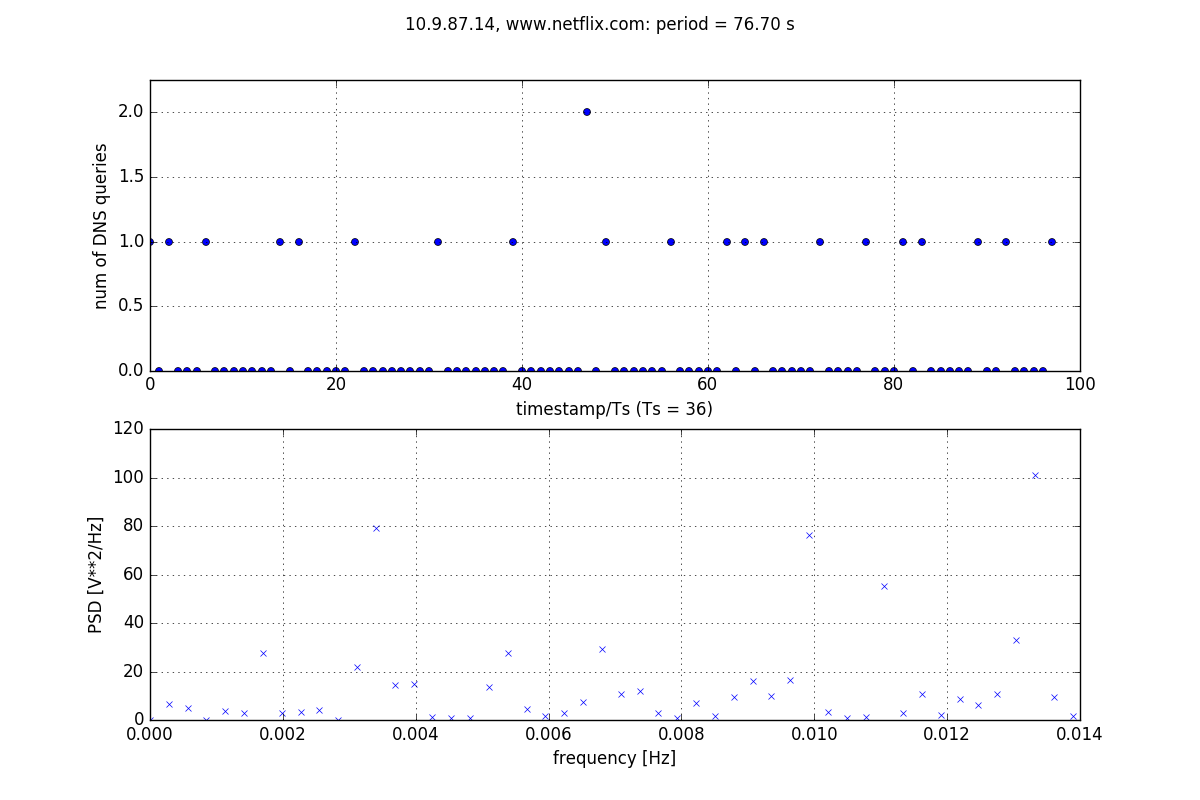 10.9.87.14, www.netflix.com: period = 76.70 s
2.0
1.5
1.0
0.5
0.0
num of DNS queries
0 20 40 60 80 100
timestamp/Ts (Ts = 36)
120
100
80
60
40
20
0
PSD [V**2/Hz]
0.000 0.002 0.004 0.006 0.008 0.010 0.012 0.014
frequency [Hz]